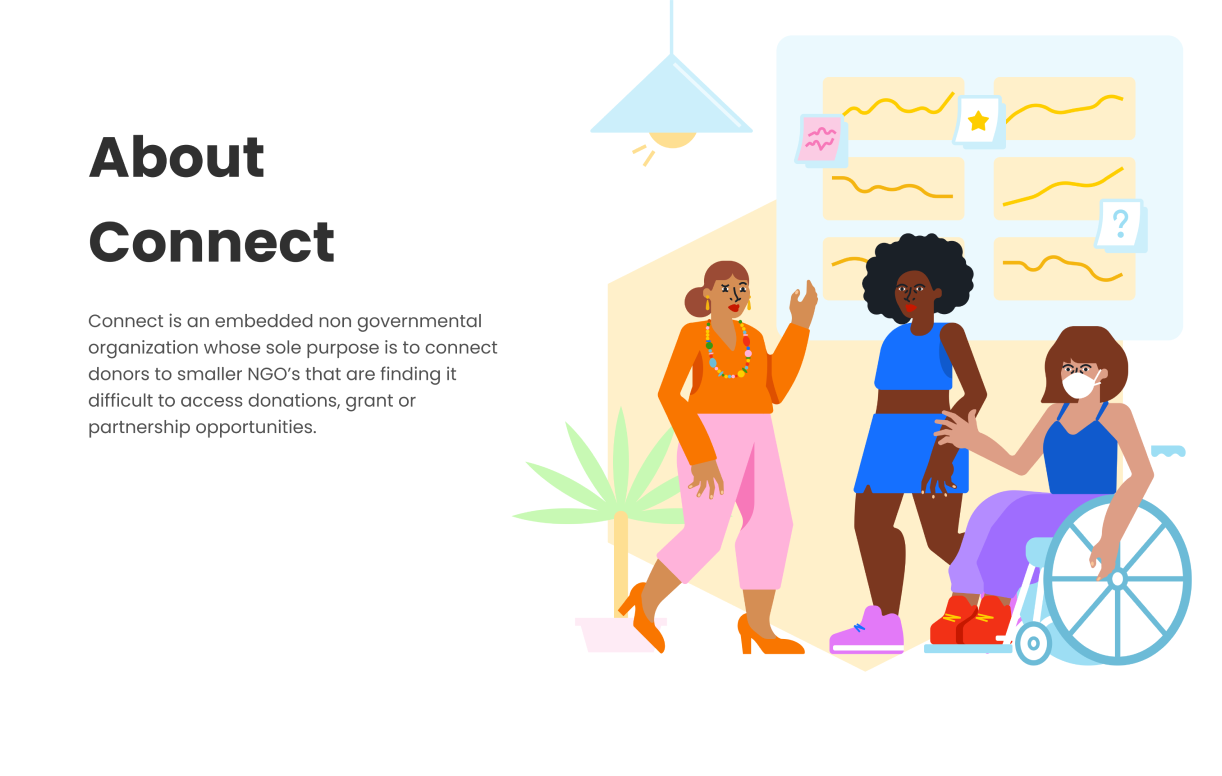 About
Connect
Connect is an embedded non governmental
organization whose sole purpose is to connect
donors to smaller NGO’s that are finding it
difficult to access donations, grant or
partnership opportunities.
?